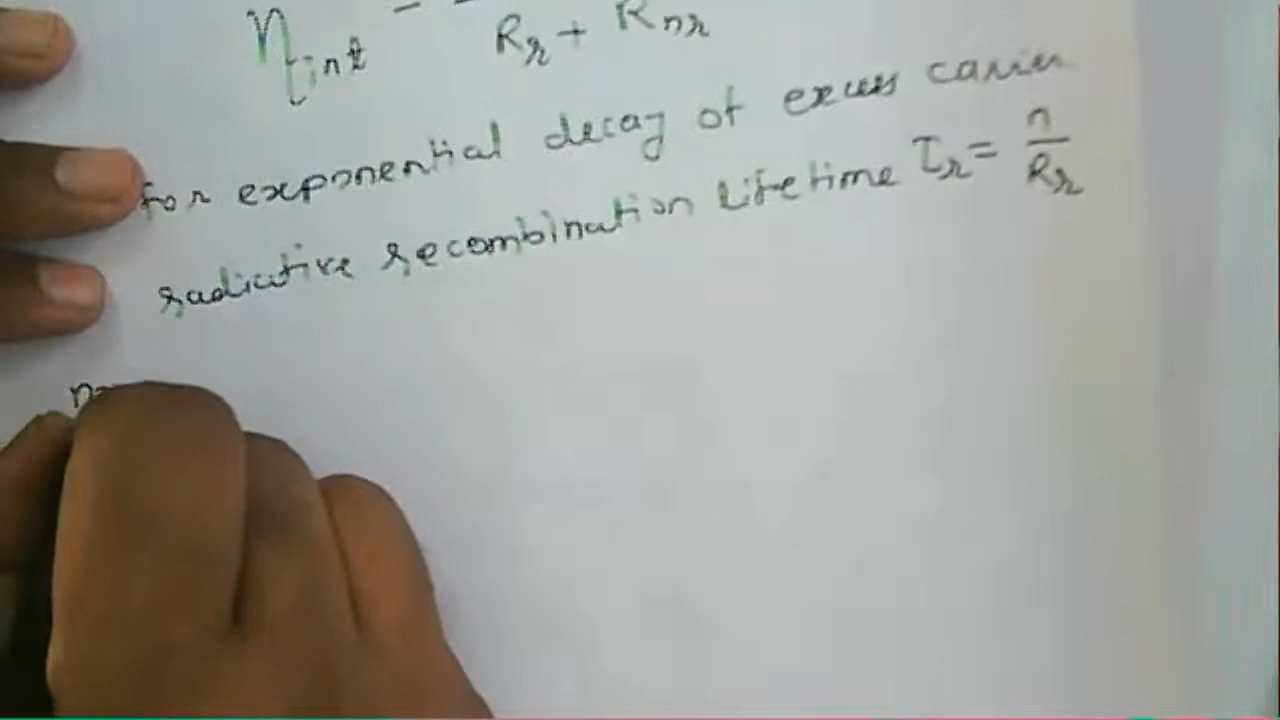 η_int = R_r + R_nr
for exponential decay of excess carrier
radiative recombination lifetime τ_r = n / R_r
n